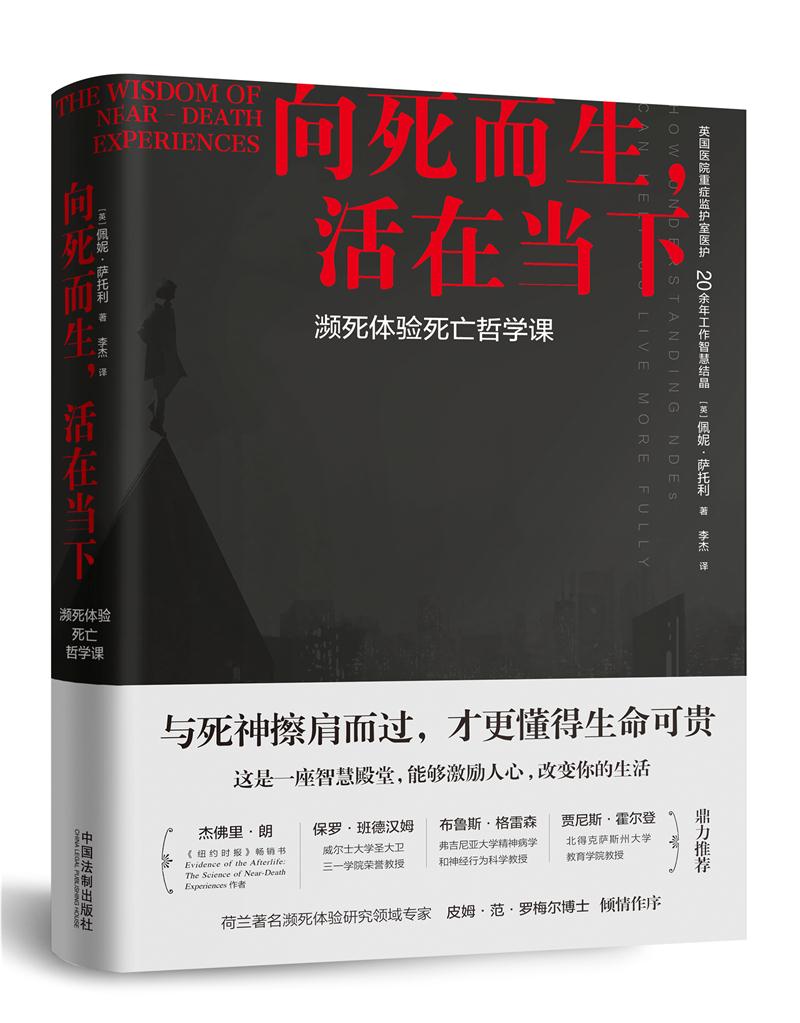 THE WISDOM OF
NEAR – DEATH
EXPERIENCES
向死而生，
活在当下
濒死体验死亡哲学课
HOW UNDERSTANDING NDEs
CAN HELP US LIVE MORE FULLY
英国医院重症监护室医护 20余年工作智慧结晶 [英]佩妮·萨托利 著 李杰 译
向死而生，活在当下
[英]佩妮·萨托利 著 李杰 译
濒死体验
死亡
哲学课
中国法制出版社
CHINA LEGAL PUBLISHING HOUSE
与死神擦肩而过，才更懂得生命可贵
这是一座智慧殿堂，能够激励人心，改变你的生活
杰佛里·朗
《纽约时报》畅销书
Evidence of the Afterlife:
The Science of Near-Death
Experiences 作者
保罗·班德汉姆
威尔士大学圣大卫
三一学院荣誉教授
布鲁斯·格雷森
弗吉尼亚大学精神病学
和神经行为科学教授
贾尼斯·霍尔登
北得克萨斯州大学
教育学院教授
鼎力推荐
荷兰著名濒死体验研究领域专家 皮姆·范·罗梅尔博士 倾情作序